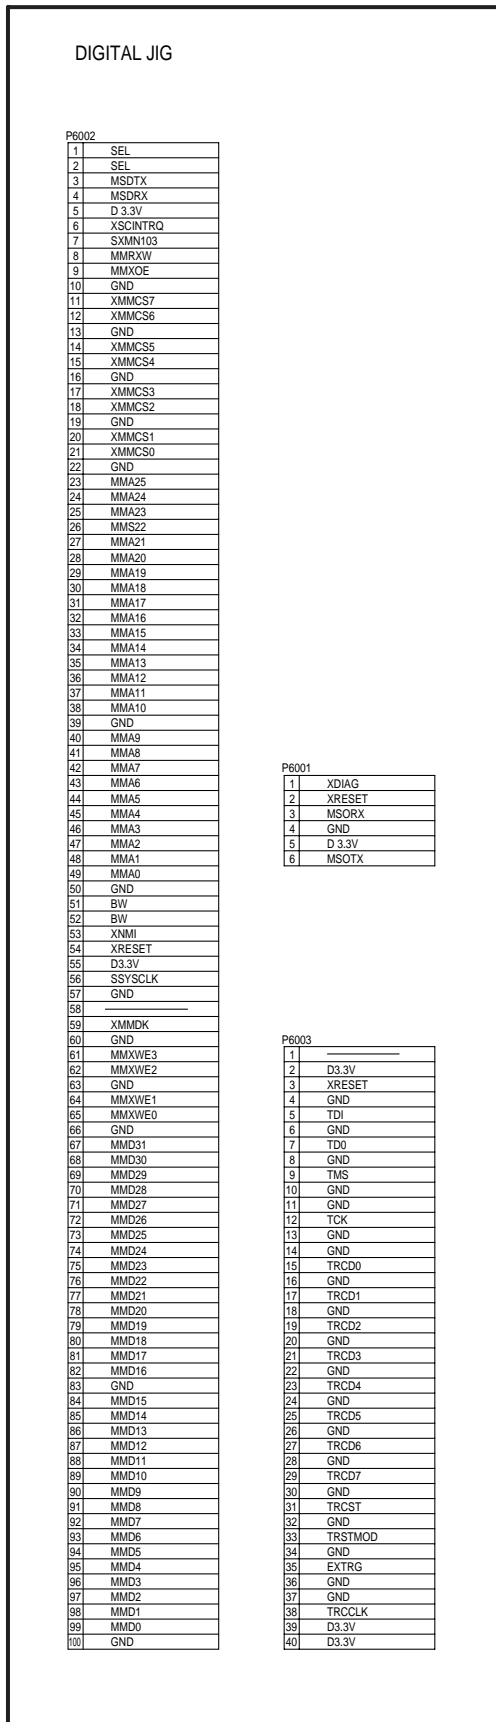 DIGITAL JIG
P6002
1 SEL
2 SEL
3 MSDTX
4 MSDRX
5 D 3.3V
6 XSCINTRQ
7 SXMN103
8 MMRXW
9 MMXOE
10 GND
11 XMMCS7
12 XMMCS6
13 GND
14 XMMCS5
15 XMMCS4
16 GND
17 XMMCS3
18 XMMCS2
19 GND
20 XMMCS1
21 XMMCS0
22 GND
23 MMA25
24 MMA24
25 MMA23
26 MMS22
27 MMA21
28 MMA20
29 MMA19
30 MMA18
31 MMA17
32 MMA16
33 MMA15
34 MMA14
35 MMA13
36 MMA12
37 MMA11
38 MMA10
39 GND
40 MMA9
41 MMA8
42 MMA7
43 MMA6
44 MMA5
45 MMA4
46 MMA3
47 MMA2
48 MMA1
49 MMA0
50 GND
51 BW
52 BW
53 XNMI
54 XRESET
55 D3.3V
56 SSYSCLK
57 GND
58
59 XMMDK
60 GND
61 MMXWE3
62 MMXWE2
63 GND
64 MMXWE1
65 MMXWE0
66 GND
67 MMD31
68 MMD30
69 MMD29
70 MMD28
71 MMD27
72 MMD26
73 MMD25
74 MMD24
75 MMD23
76 MMD22
77 MMD21
78 MMD20
79 MMD19
80 MMD18
81 MMD17
82 MMD16
83 GND
84 MMD15
85 MMD14
86 MMD13
87 MMD12
88 MMD11
89 MMD10
90 MMD9
91 MMD8
92 MMD7
93 MMD6
94 MMD5
95 MMD4
96 MMD3
97 MMD2
98 MMD1
99 MMD0
100 GND
P6001
1 XDIAG
2 XRESET
3 MSORX
4 GND
5 D 3.3V
6 MSOTX
P6003
1
2 D3.3V
3 XRESET
4 GND
5 TDI
6 GND
7 TD0
8 GND
9 TMS
10 GND
11 GND
12 TCK
13 GND
14 GND
15 TRCD0
16 GND
17 TRCD1
18 GND
19 TRCD2
20 GND
21 TRCD3
22 GND
23 TRCD4
24 GND
25 TRCD5
26 GND
27 TRCD6
28 GND
29 TRCD7
30 GND
31 TRCST
32 GND
33 TRSTMOD
34 GND
35 EXTRG
36 GND
37 GND
38 TRCCLK
39 D3.3V
40 D3.3V